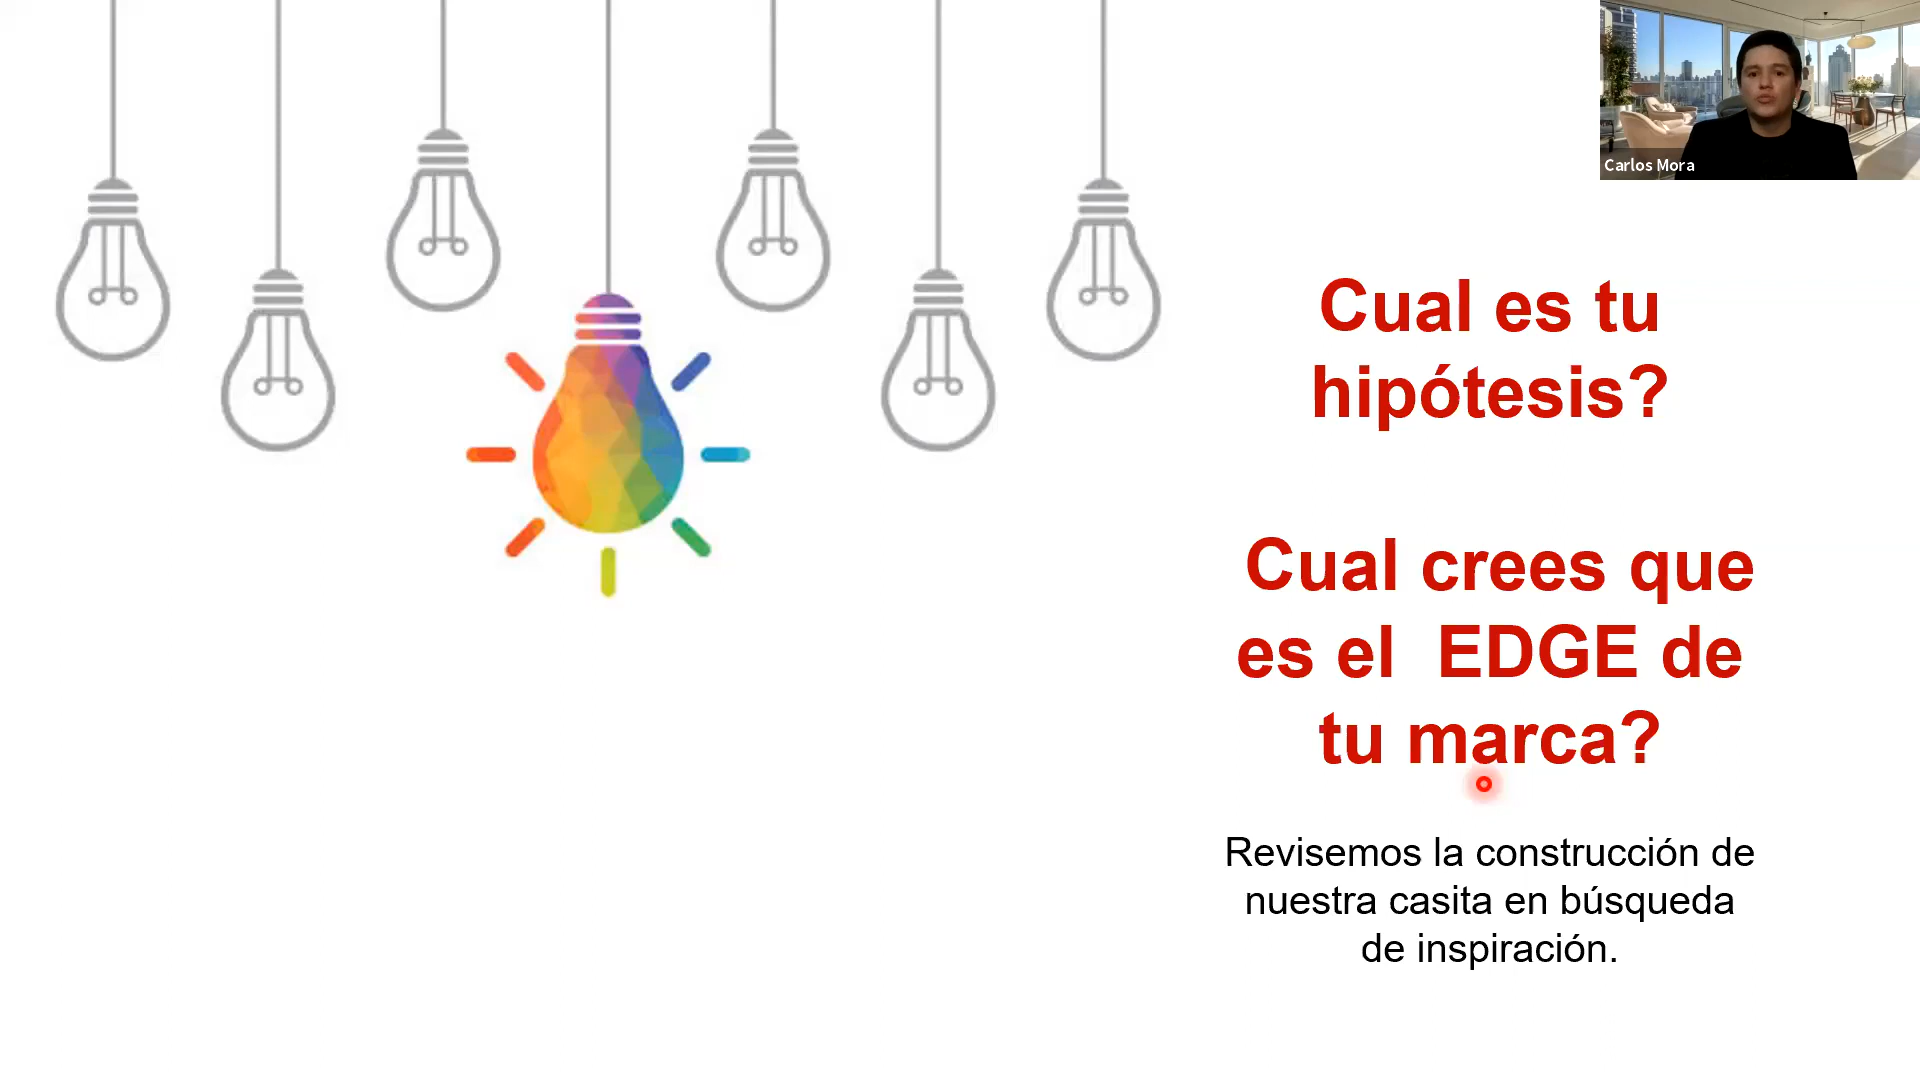 Carlos Mora
Cual es tu
hipótesis?
Cual crees que
es el  EDGE de
tu marca?
Revisemos la construcción de
nuestra casita en búsqueda
de inspiración.